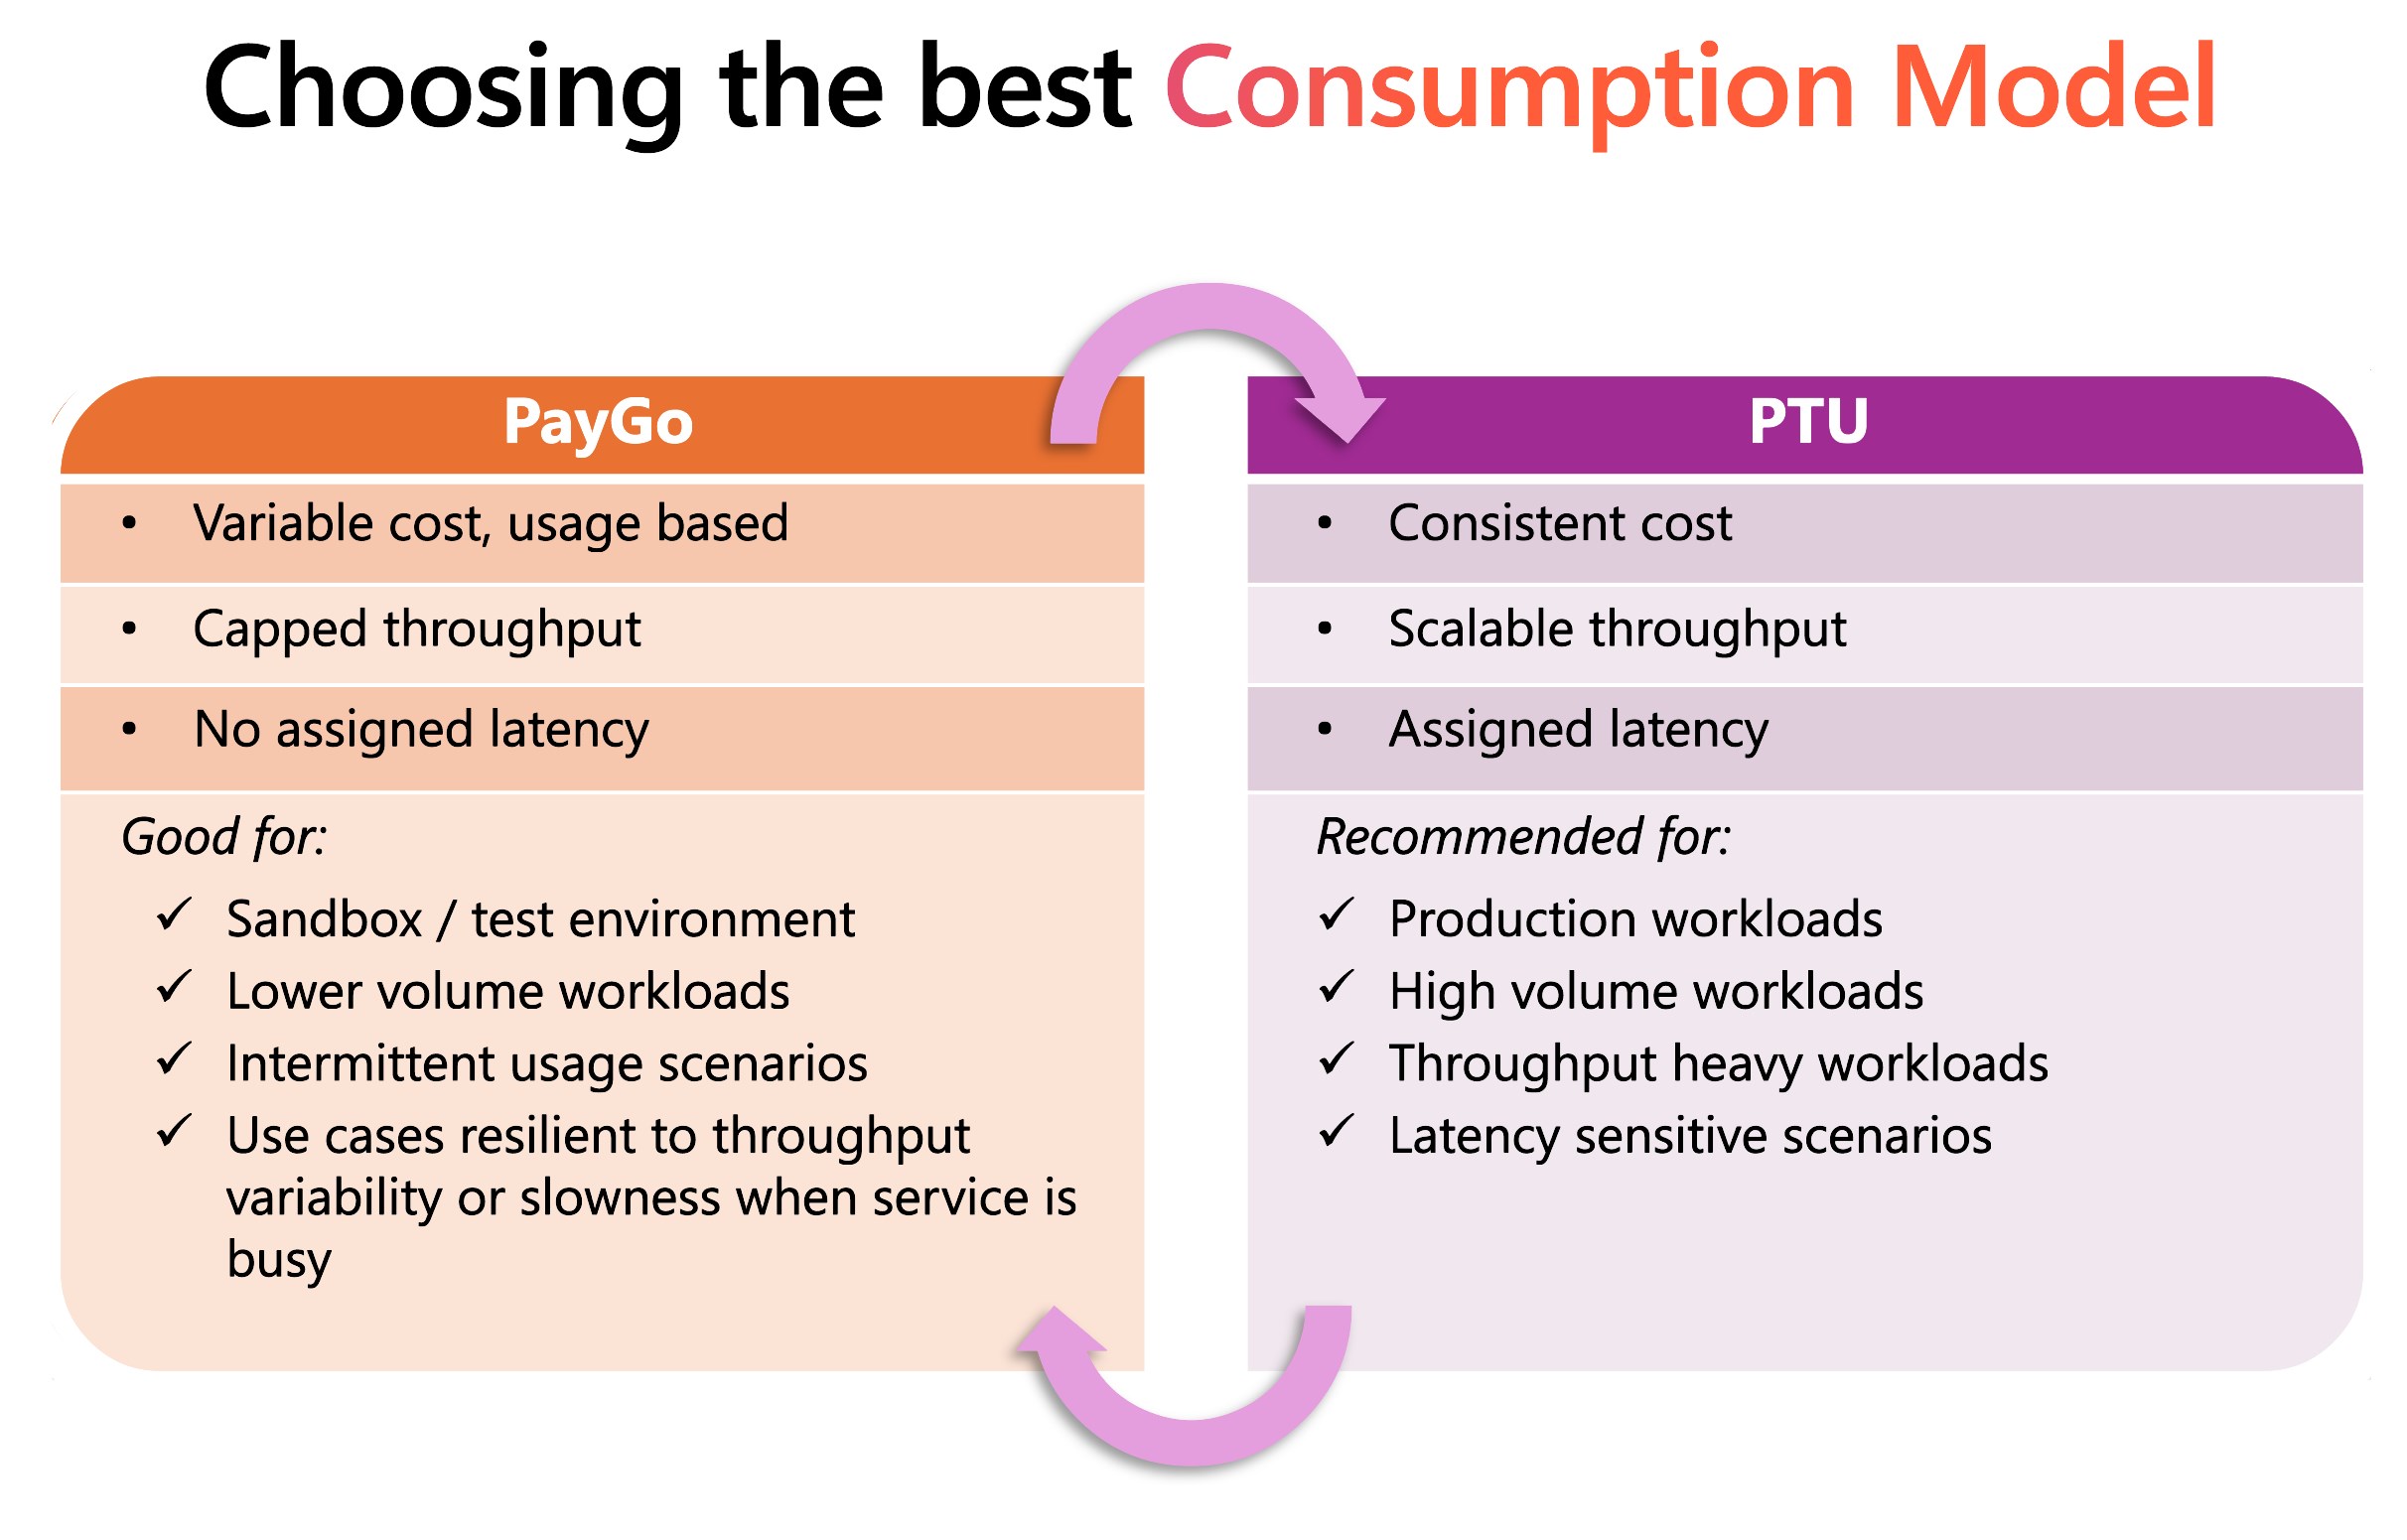 Choosing the best Consumption Model
PayGo
• Variable cost, usage based
• Capped throughput
• No assigned latency
Good for:
✓ Sandbox / test environment
✓ Lower volume workloads
✓ Intermittent usage scenarios
✓ Use cases resilient to throughput
variability or slowness when service is
busy
PTU
• Consistent cost
• Scalable throughput
• Assigned latency
Recommended for:
✓ Production workloads
✓ High volume workloads
✓ Throughput heavy workloads
✓ Latency sensitive scenarios